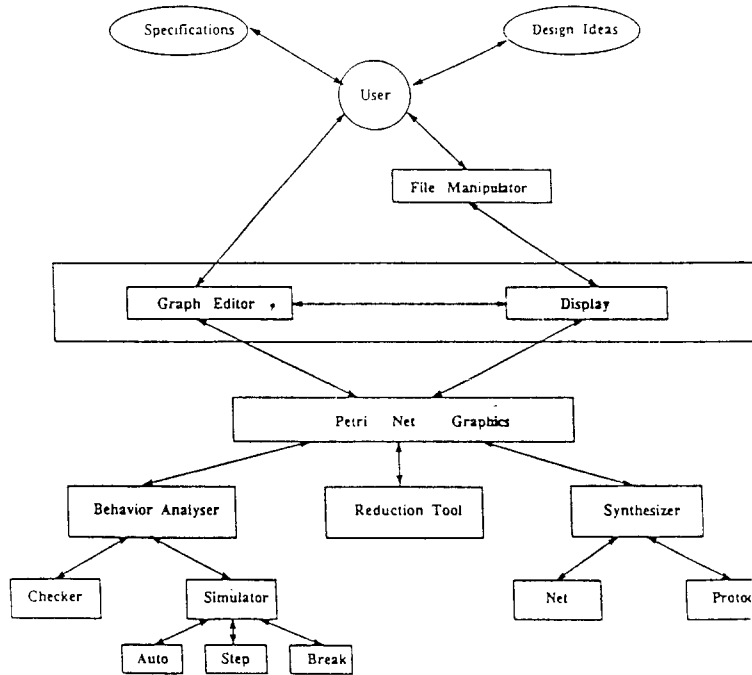 Specifications
Design Ideas
User
File Manipulator
Graph Editor
Display
Petri Net Graphics
Behavior Analyser
Reduction Tool
Synthesizer
Checker
Simulator
Net
Protoc
Auto
Step
Break